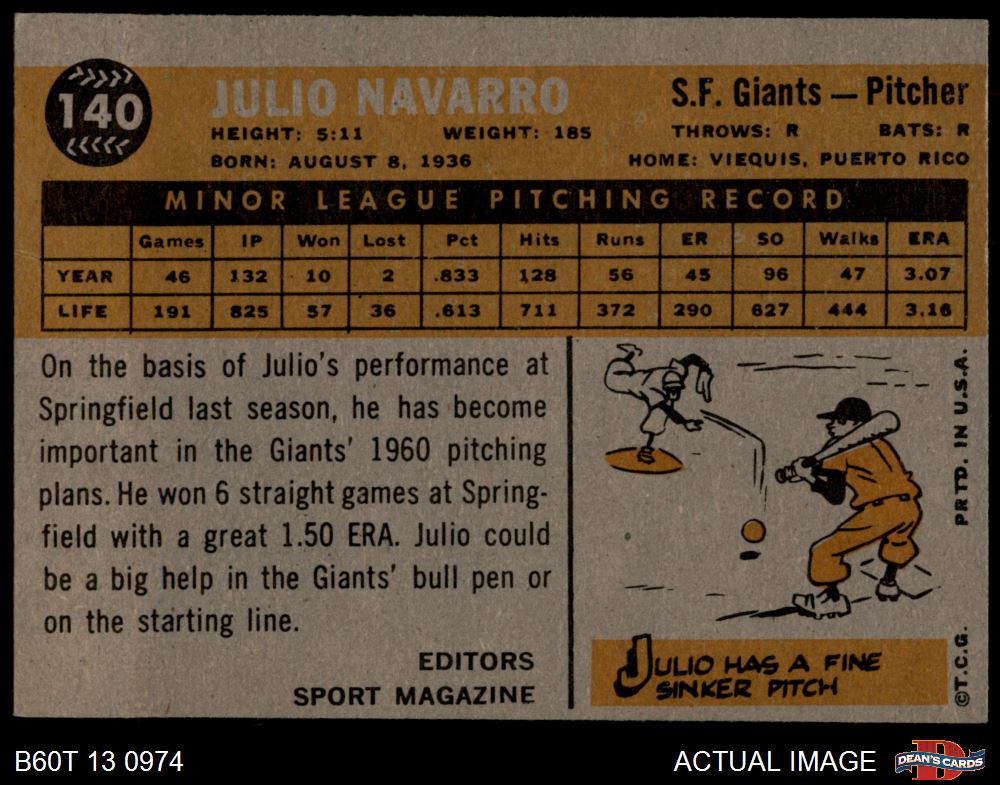 140
JULIO NAVARRO
S.F. Giants — Pitcher
HEIGHT: 5:11 WEIGHT: 185 THROWS: R BATS: R
BORN: AUGUST 8, 1936 HOME: VIEQUIS, PUERTO RICO
MINOR LEAGUE PITCHING RECORD
Games IP Won Lost Pct Hits Runs ER SO Walks ERA
YEAR 46 132 10 2 .833 128 56 45 96 47 3.07
LIFE 191 825 57 36 .613 711 372 290 627 444 3.16
On the basis of Julio's performance at
Springfield last season, he has become
important in the Giants' 1960 pitching
plans. He won 6 straight games at Spring-
field with a great 1.50 ERA. Julio could
be a big help in the Giants' bull pen or
on the starting line.
EDITORS
SPORT MAGAZINE
JULIO HAS A FINE
SINKER PITCH
©T.C.G. PRTD. IN U.S.A.
B60T 13 0974
ACTUAL IMAGE
D
DEAN'S CARDS